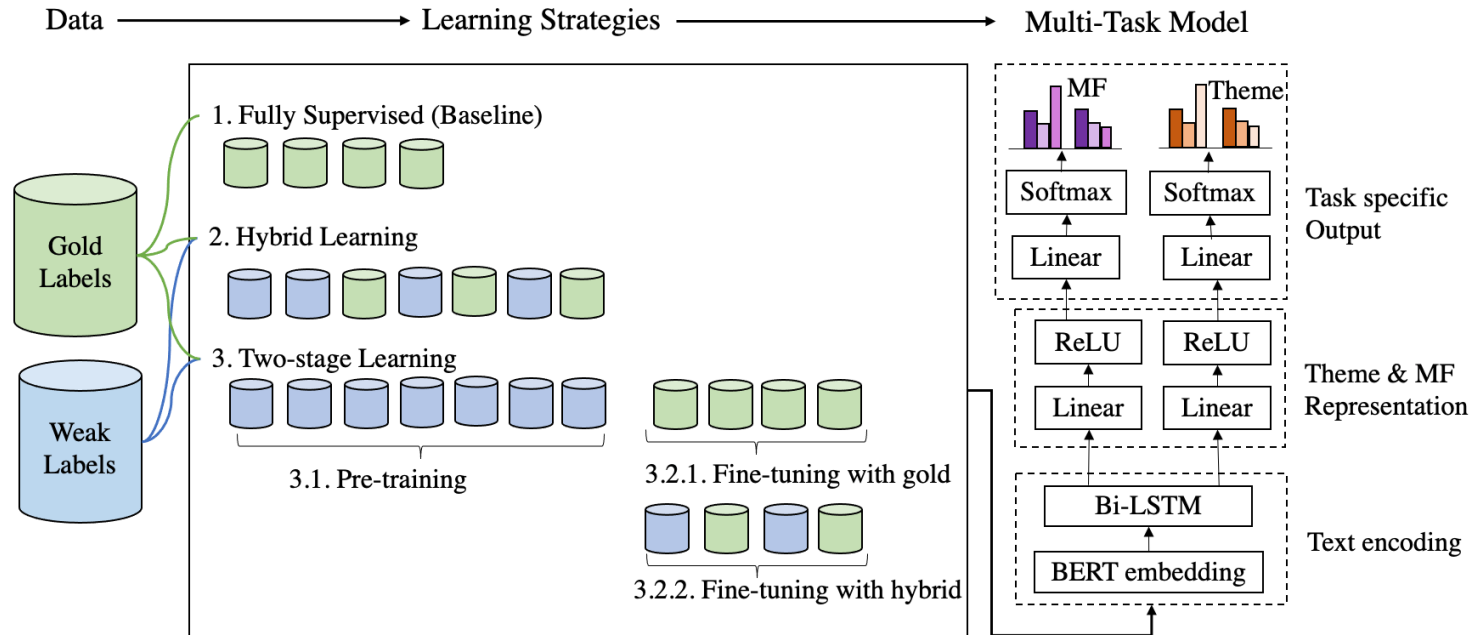 Data
Learning Strategies
Multi-Task Model
Gold
Labels
Weak
Labels
1. Fully Supervised (Baseline)
2. Hybrid Learning
3. Two-stage Learning
3.1. Pre-training
3.2.1. Fine-tuning with gold
3.2.2. Fine-tuning with hybrid
MF
Theme
Softmax
Softmax
Linear
Linear
Task specific
Output
ReLU
ReLU
Linear
Linear
Theme & MF
Representation
Bi-LSTM
BERT embedding
Text encoding